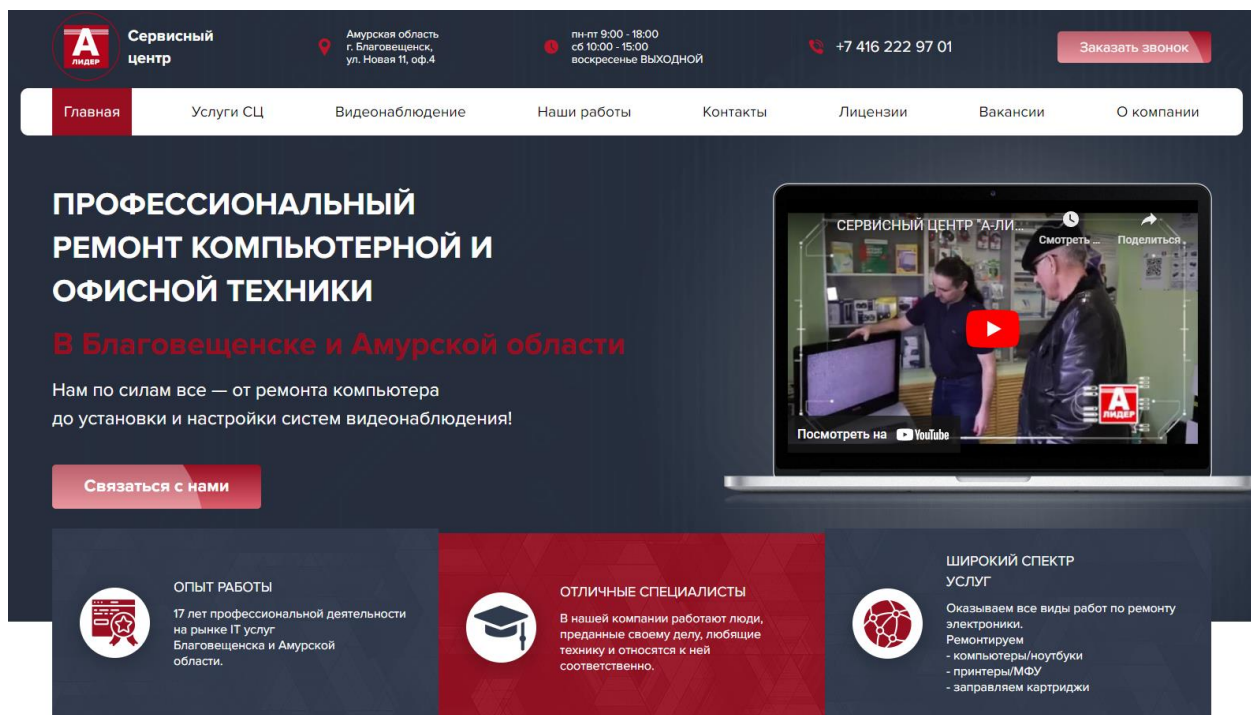 А
ЛИДЕР
Сервисный
центр
Амурская область
г. Благовещенск,
ул. Новая 11, оф.4
пн-пт 9:00 - 18:00
сб 10:00 - 15:00
воскресенье ВЫХОДНОЙ
+7 416 222 97 01
Заказать звонок
Главная
Услуги СЦ
Видеонаблюдение
Наши работы
Контакты
Лицензии
Вакансии
О компании
ПРОФЕССИОНАЛЬНЫЙ
РЕМОНТ КОМПЬЮТЕРНОЙ И
ОФИСНОЙ ТЕХНИКИ
В Благовещенске и Амурской области
Нам по силам все — от ремонта компьютера
до установки и настройки систем видеонаблюдения!
Связаться с нами
СЕРВИСНЫЙ ЦЕНТР "А-ЛИ...
Смотреть ...
Поделиться
А
ЛИДЕР
Посмотреть на YouTube
ОПЫТ РАБОТЫ
17 лет профессиональной деятельности
на рынке IT услуг
Благовещенска и Амурской
области.
ОТЛИЧНЫЕ СПЕЦИАЛИСТЫ
В нашей компании работают люди,
преданные своему делу, любящие
технику и относятся к ней
соответственно.
ШИРОКИЙ СПЕКТР
УСЛУГ
Оказываем все виды работ по ремонту
электроники.
Ремонтируем
- компьютеры/ноутбуки
- принтеры/МФУ
- заправляем картриджи